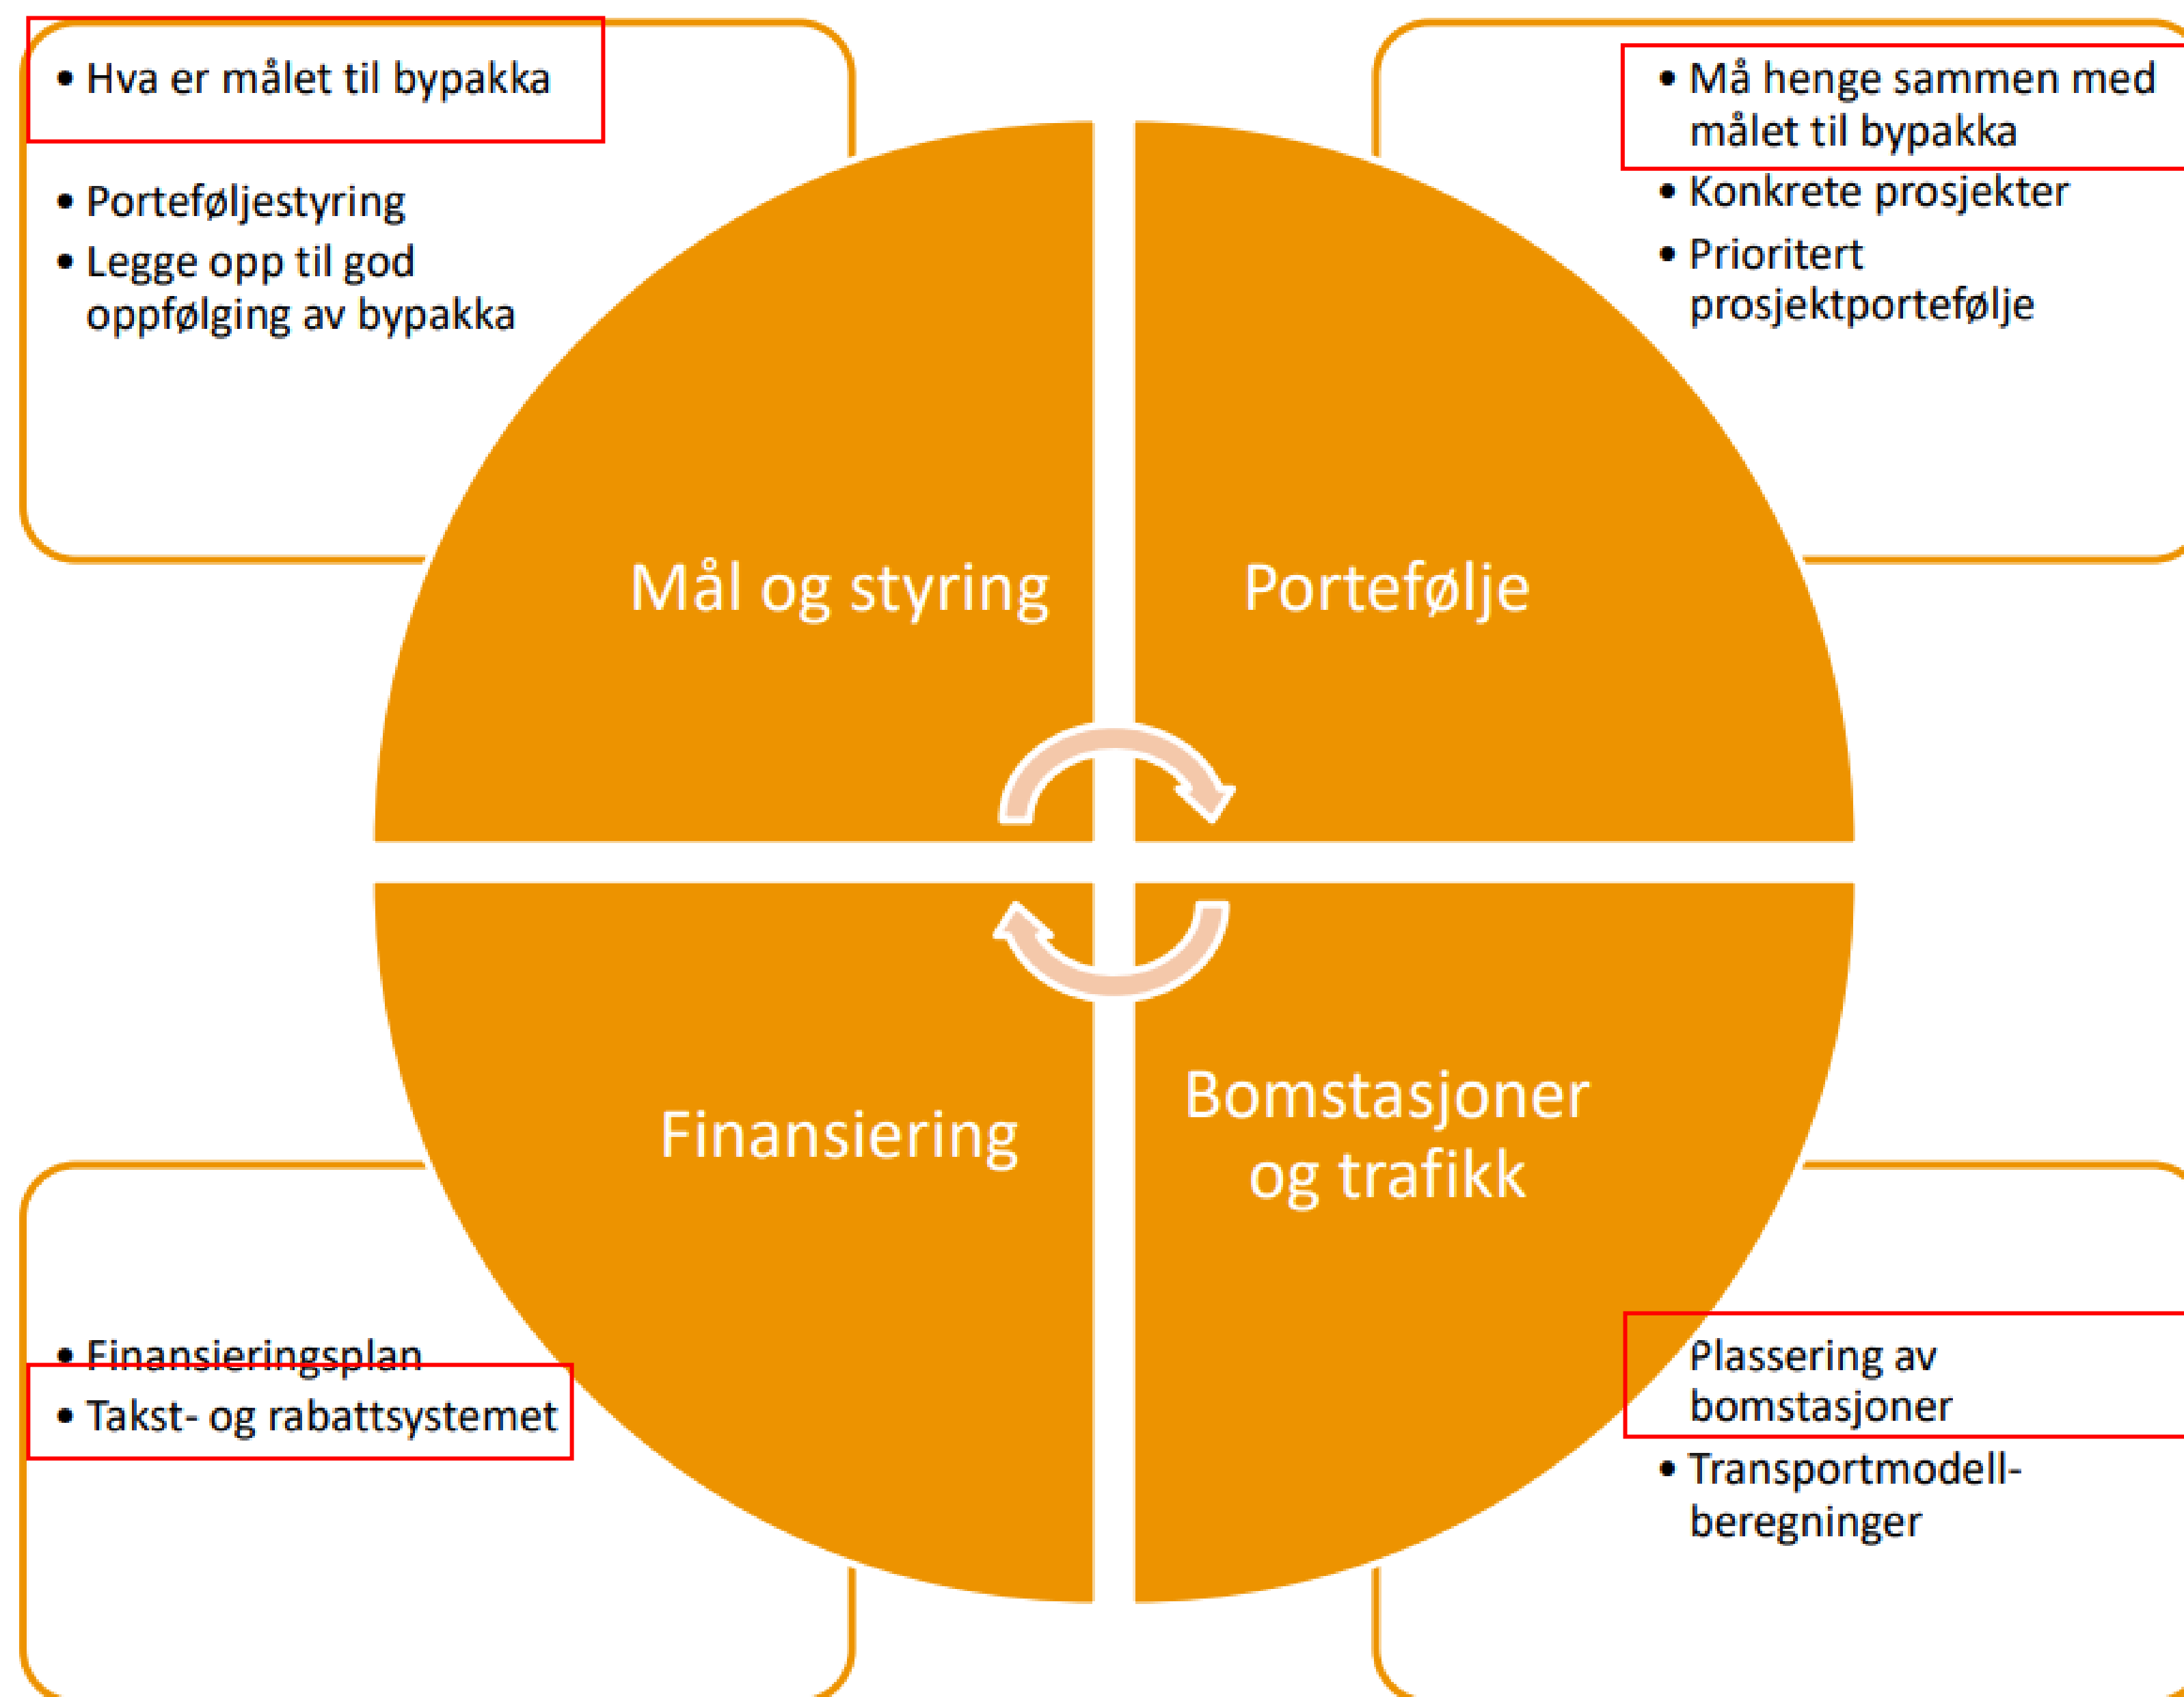 • Hva er målet til bypakka
• Porteføljestyring
• Legge opp til god
oppfølging av bypakka
• Må henge sammen med
målet til bypakka
• Konkrete prosjekter
• Prioritert
prosjektportefølje
Mål og styring
Portefølje
Finansiering
Bomstasjoner
og trafikk
• Finansieringsplan
• Takst- og rabattsystemet
Plassering av
bomstasjoner
• Transportmodell-
beregninger